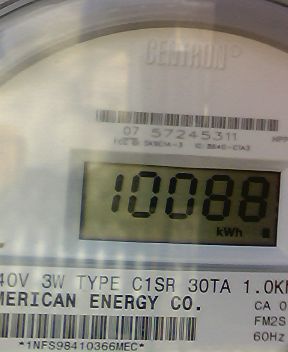 CENTRON®
07 57245311
10088
kWh
40V 3W TYPE C1SR 30TA 1.0K
MERICAN ENERGY CO.
CA 0
FM2S
60Hz
*1NFS98410366MEC*